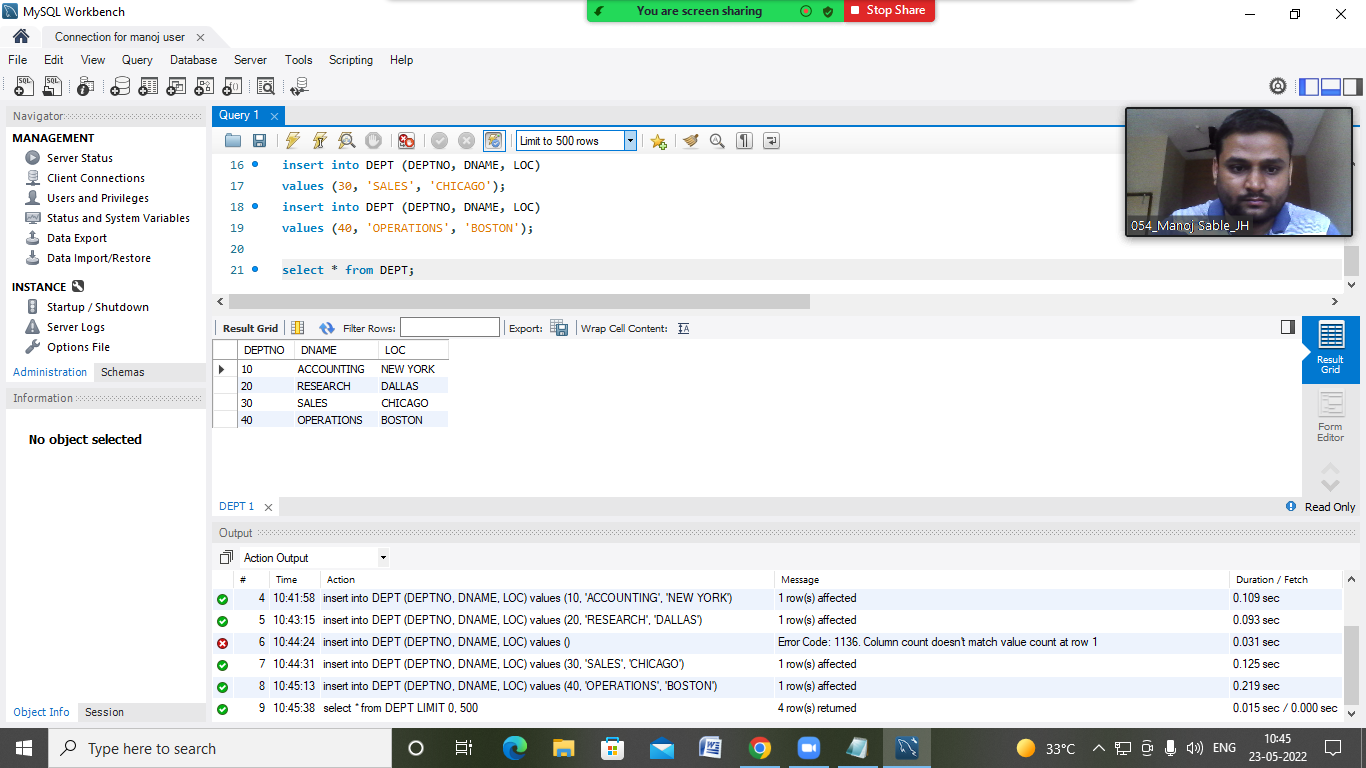 MySQL Workbench
You are screen sharing
Stop Share
Connection for manoj user
File Edit View Query Database Server Tools Scripting Help
Navigator
MANAGEMENT
Server Status
Client Connections
Users and Privileges
Status and System Variables
Data Export
Data Import/Restore
INSTANCE
Startup / Shutdown
Server Logs
Options File
Administration Schemas
Information
No object selected
Object Info Session
Query 1
Limit to 500 rows
16 insert into DEPT (DEPTNO, DNAME, LOC)
17 values (30, 'SALES', 'CHICAGO');
18 insert into DEPT (DEPTNO, DNAME, LOC)
19 values (40, 'OPERATIONS', 'BOSTON');
20
21 select * from DEPT;
054_Manoj Sable_JH
Result Grid Filter Rows: Export: Wrap Cell Content:
DEPTNO DNAME LOC
10 ACCOUNTING NEW YORK
20 RESEARCH DALLAS
30 SALES CHICAGO
40 OPERATIONS BOSTON
Result
Grid
Form
Editor
DEPT 1
Read Only
Output
Action Output
# Time Action Message Duration / Fetch
4 10:41:58 insert into DEPT (DEPTNO, DNAME, LOC) values (10, 'ACCOUNTING', 'NEW YORK') 1 row(s) affected 0.109 sec
5 10:43:15 insert into DEPT (DEPTNO, DNAME, LOC) values (20, 'RESEARCH', 'DALLAS') 1 row(s) affected 0.093 sec
6 10:44:24 insert into DEPT (DEPTNO, DNAME, LOC) values () Error Code: 1136. Column count doesn't match value count at row 1 0.031 sec
7 10:44:31 insert into DEPT (DEPTNO, DNAME, LOC) values (30, 'SALES', 'CHICAGO') 1 row(s) affected 0.125 sec
8 10:45:13 insert into DEPT (DEPTNO, DNAME, LOC) values (40, 'OPERATIONS', 'BOSTON') 1 row(s) affected 0.219 sec
9 10:45:38 select * from DEPT LIMIT 0, 500 4 row(s) returned 0.015 sec / 0.000 sec
Type here to search
33°C
ENG
10:45
23-05-2022